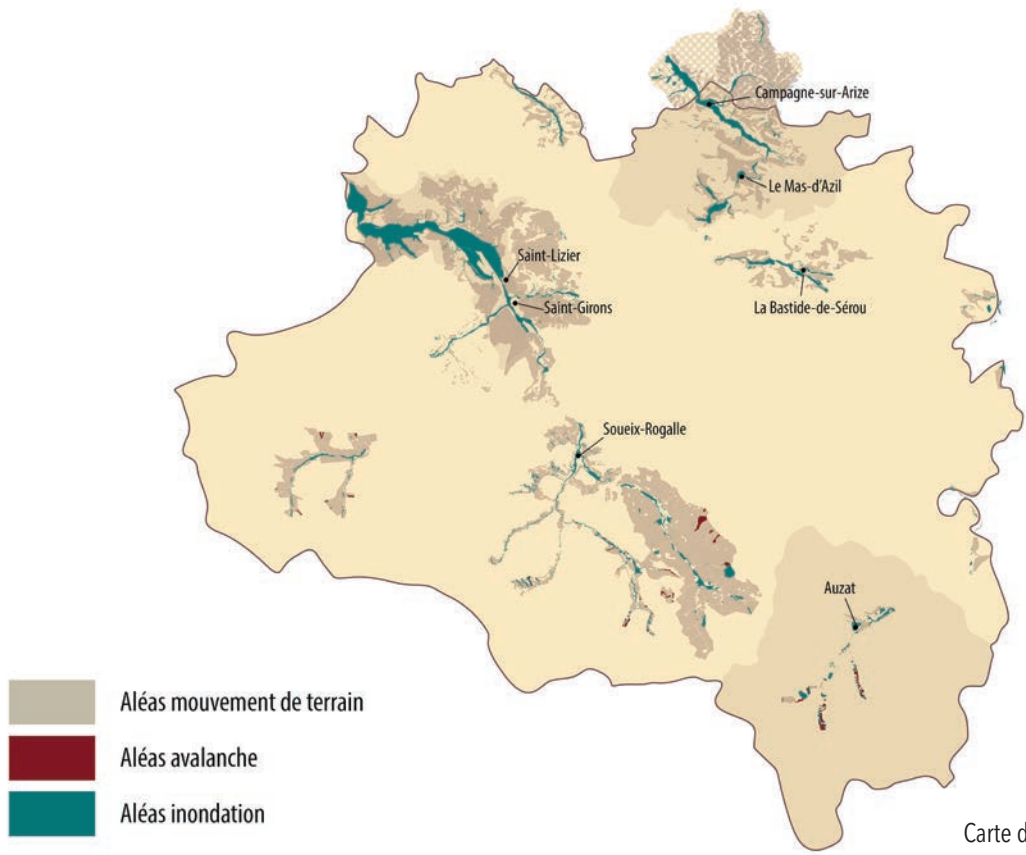 Campagne-sur-Arize
Le Mas-d'Azil
Saint-Lizier
Saint-Girons
La Bastide-de-Sérou
Soueix-Rogalle
Auzat
Aléas mouvement de terrain
Aléas avalanche
Aléas inondation
Carte d